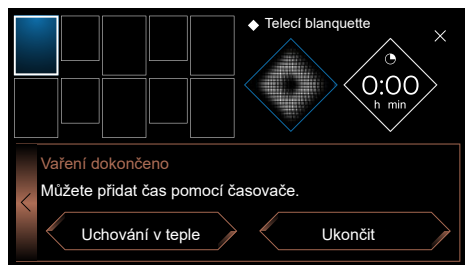 Telecí blanquette
0:00
h min
Vaření dokončeno
Můžete přidat čas pomocí časovače.
Uchování v teple
Ukončit